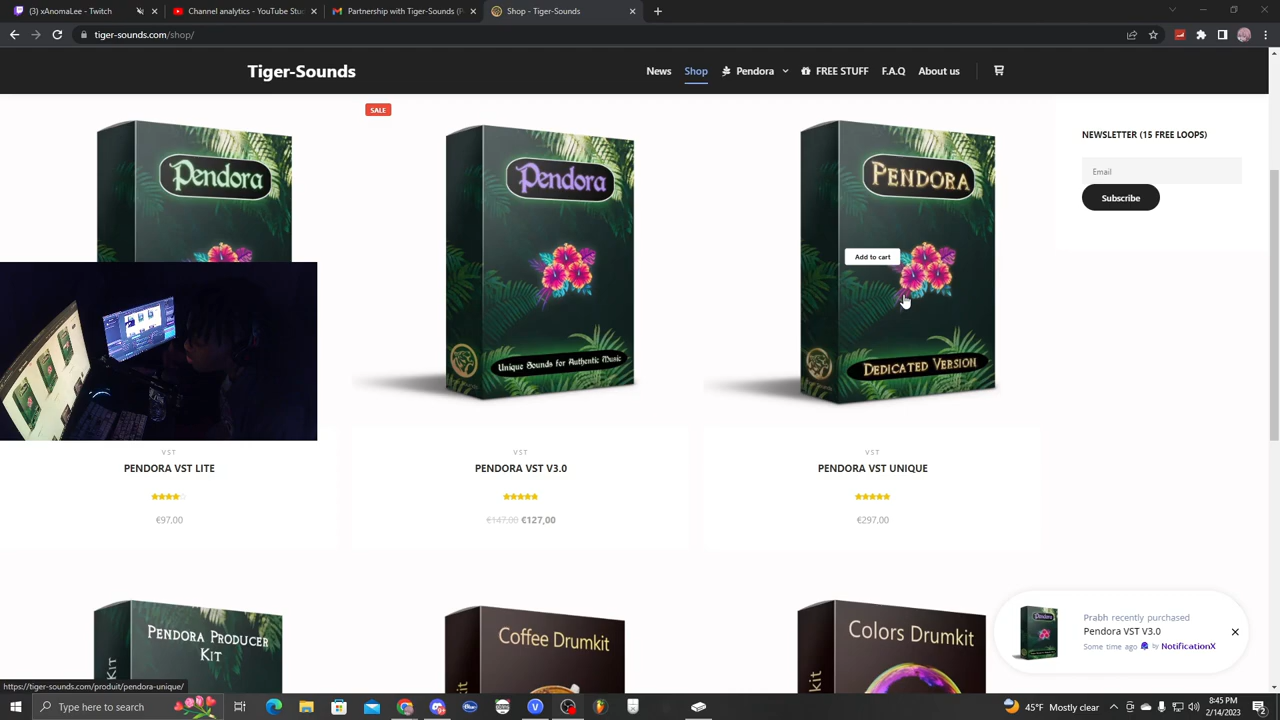 (3) xAnomaLee - Twitch
Content - YouTube Studio
Partnership with Tiger-Sounds (P
Shop - Tiger-Sounds
tiger-sounds.com/shop/
Tiger-Sounds
News
Shop
Pendora
FREE STUFF
F.A.Q
About us
SALE
Pendora
Pendora
Unique Sounds for Authentic Music
PENDORA
DEDICATED VERSION
Add to cart
NEWSLETTER (15 FREE LOOPS)
Email
Subscribe
VST
PENDORA VST LITE
€97,00
VST
PENDORA VST V3.0
€147,00 €127,00
VST
PENDORA VST UNIQUE
€297,00
PENDORA PRODUCER
KIT
Kit
Coffee Drumkit
kit
Colors Drumkit
kit
Prabh recently purchased
Pendora VST V3.0
Some time ago by NotificationX
https://tiger-sounds.com/produit/pendora-unique/
Type here to search
45°F Mostly clear
8:45 PM
2/14/2023